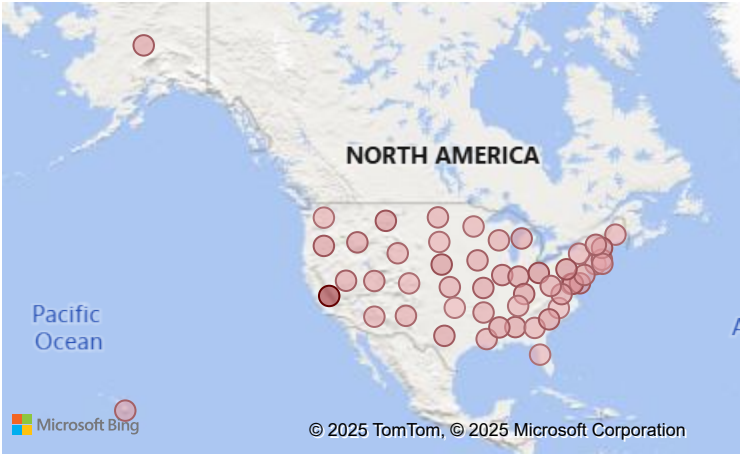 NORTH AMERICA
Pacific
Ocean
A
Microsoft Bing
© 2025 TomTom, © 2025 Microsoft Corporation